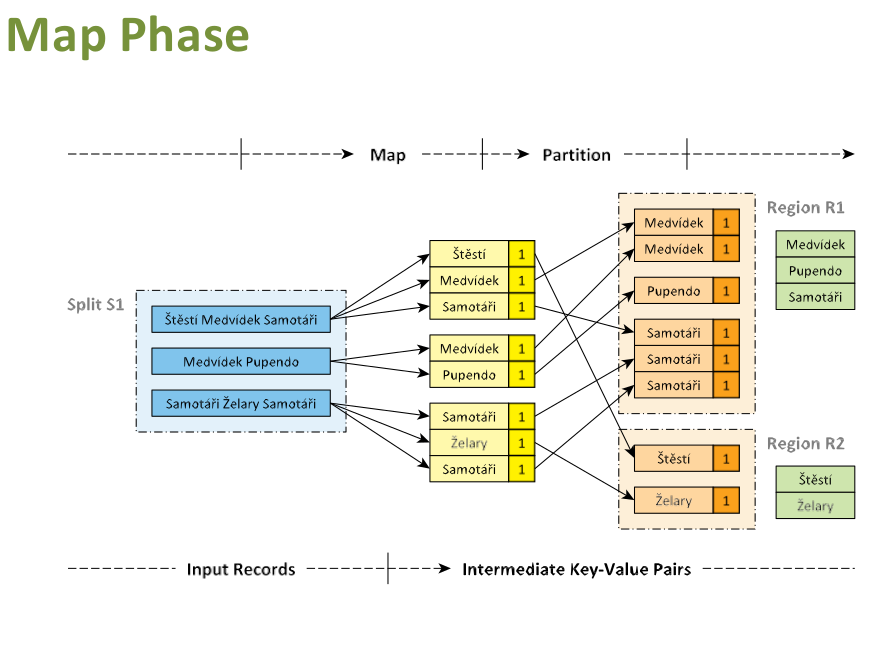 Map Phase
Map
Partition
Split S1
Štěstí Medvídek Samotáři
Medvídek Pupendo
Samotáři Želary Samotáři
Štěstí 1
Medvídek 1
Samotáři 1
Medvídek 1
Pupendo 1
Samotáři 1
Želary 1
Samotáři 1
Medvídek 1
Medvídek 1
Pupendo 1
Samotáři 1
Samotáři 1
Samotáři 1
Štěstí 1
Želary 1
Region R1
Medvídek
Pupendo
Samotáři
Region R2
Štěstí
Želary
Input Records
Intermediate Key-Value Pairs